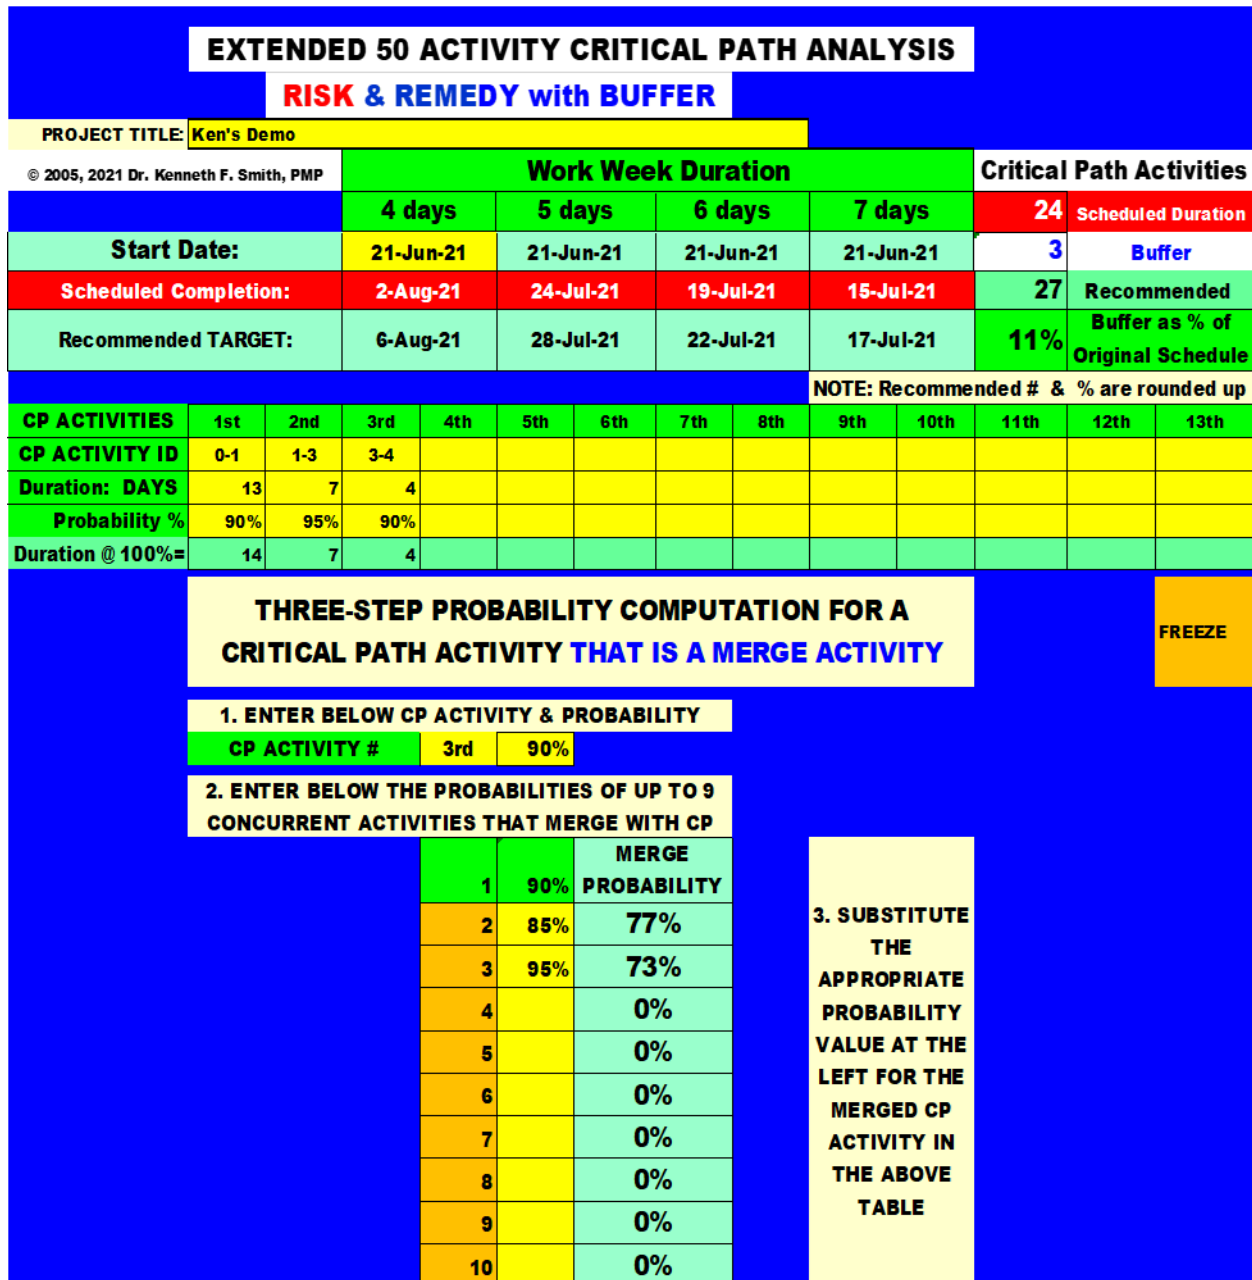 EXTENDED 50 ACTIVITY CRITICAL PATH ANALYSIS
RISK & REMEDY with BUFFER
PROJECT TITLE: Ken's Demo
© 2005, 2021 Dr. Kenneth F. Smith, PMP Work Week Duration Critical Path Activities
4 days 5 days 6 days 7 days 24 Scheduled Duration
Start Date: 21-Jun-21 21-Jun-21 21-Jun-21 21-Jun-21 3 Buffer
Scheduled Completion: 2-Aug-21 24-Jul-21 19-Jul-21 15-Jul-21 27 Recommended
Recommended TARGET: 6-Aug-21 28-Jul-21 22-Jul-21 17-Jul-21 11% Buffer as % of
Original Schedule
NOTE: Recommended # & % are rounded up
CP ACTIVITIES 1st 2nd 3rd 4th 5th 6th 7th 8th 9th 10th 11th 12th 13th
CP ACTIVITY ID 0-1 1-3 3-4
Duration: DAYS 13 7 4
Probability % 90% 95% 90%
Duration @ 100%= 14 7 4
THREE-STEP PROBABILITY COMPUTATION FOR A
CRITICAL PATH ACTIVITY THAT IS A MERGE ACTIVITY
FREEZE
1. ENTER BELOW CP ACTIVITY & PROBABILITY
CP ACTIVITY # 3rd 90%
2. ENTER BELOW THE PROBABILITIES OF UP TO 9
CONCURRENT ACTIVITIES THAT MERGE WITH CP
MERGE
1 90% PROBABILITY
2 85% 77%
3 95% 73%
4 0%
5 0%
6 0%
7 0%
8 0%
9 0%
10 0%
3. SUBSTITUTE
THE
APPROPRIATE
PROBABILITY
VALUE AT THE
LEFT FOR THE
MERGED CP
ACTIVITY IN
THE ABOVE
TABLE